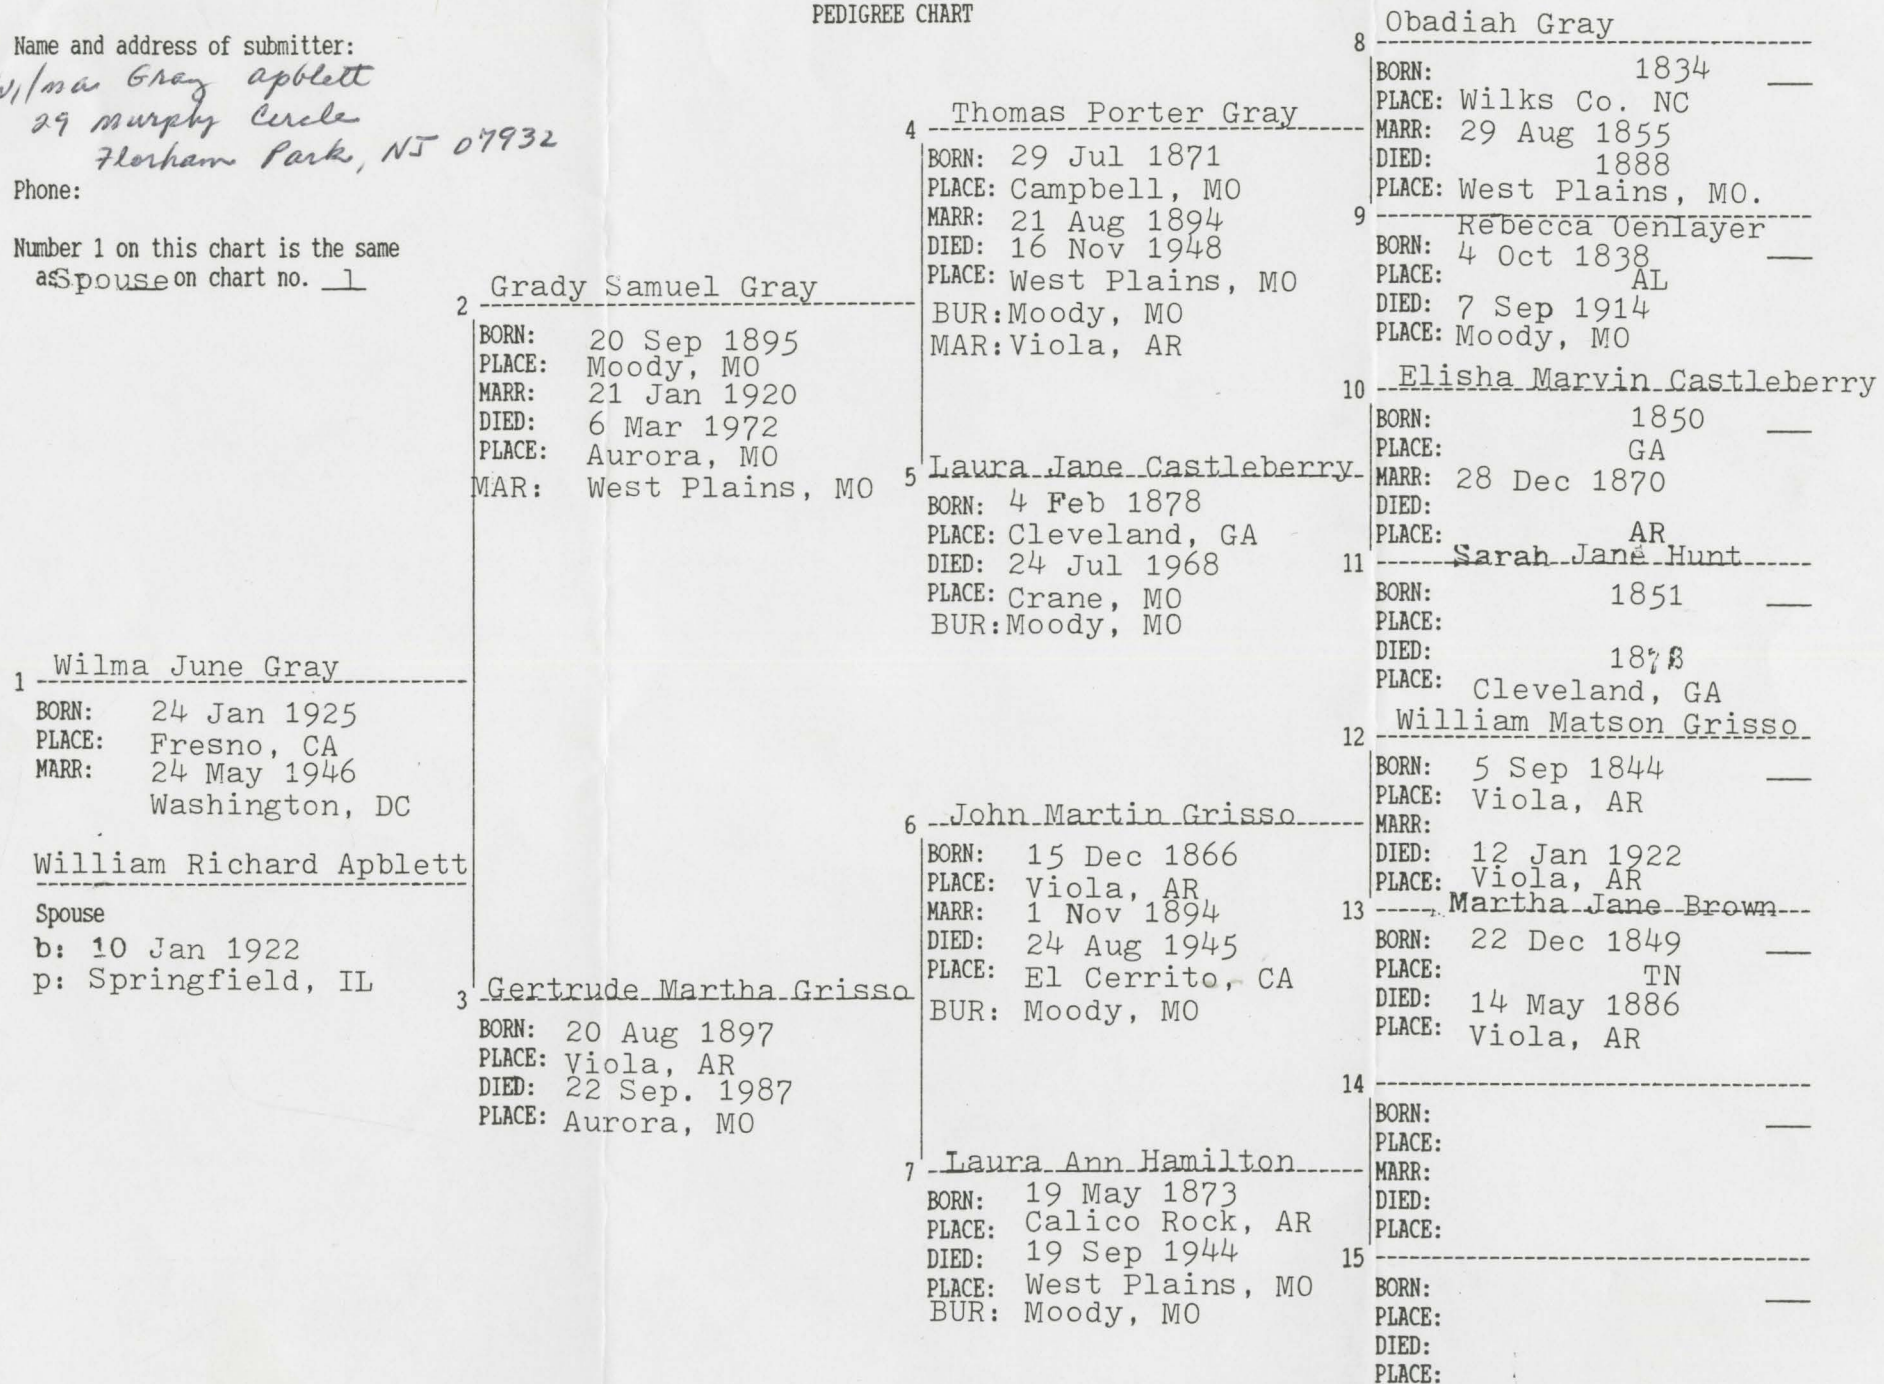 PEDIGREE CHART
Name and address of submitter:
Wilma Gray Apblett
29 Murphy Circle
Florham Park, NJ 07932
Phone:
Number 1 on this chart is the same
as Spouse on chart no. 1
1 Wilma June Gray
BORN: 24 Jan 1925
PLACE: Fresno, CA
MARR: 24 May 1946
Washington, DC
William Richard Apblett
Spouse
b: 10 Jan 1922
p: Springfield, IL
2 Grady Samuel Gray
BORN: 20 Sep 1895
PLACE: Moody, MO
MARR: 21 Jan 1920
DIED: 6 Mar 1972
PLACE: Aurora, MO
MAR: West Plains, MO
3 Gertrude Martha Grisso
BORN: 20 Aug 1897
PLACE: Viola, AR
DIED: 22 Sep. 1987
PLACE: Aurora, MO
4 Thomas Porter Gray
BORN: 29 Jul 1871
PLACE: Campbell, MO
MARR: 21 Aug 1894
DIED: 16 Nov 1948
PLACE: West Plains, MO
BUR: Moody, MO
MAR: Viola, AR
5 Laura Jane Castleberry
BORN: 4 Feb 1878
PLACE: Cleveland, GA
DIED: 24 Jul 1968
PLACE: Crane, MO
BUR: Moody, MO
6 John Martin Grisso
BORN: 15 Dec 1866
PLACE: Viola, AR
MARR: 1 Nov 1894
DIED: 24 Aug 1945
PLACE: El Cerrito, CA
BUR: Moody, MO
7 Laura Ann Hamilton
BORN: 19 May 1873
PLACE: Calico Rock, AR
DIED: 19 Sep 1944
PLACE: West Plains, MO
BUR: Moody, MO
8 Obadiah Gray
BORN: 1834
PLACE: Wilks Co. NC
MARR: 29 Aug 1855
DIED: 1888
PLACE: West Plains, MO.
9 Rebecca Oenlayer
BORN: 4 Oct 1838
PLACE: AL
DIED: 7 Sep 1914
PLACE: Moody, MO
10 Elisha Marvin Castleberry
BORN: 1850
PLACE: GA
MARR: 28 Dec 1870
DIED:
PLACE: AR
11 Sarah Jane Hunt
BORN: 1851
PLACE:
DIED: 1878
PLACE: Cleveland, GA
12 William Matson Grisso
BORN: 5 Sep 1844
PLACE: Viola, AR
MARR:
DIED: 12 Jan 1922
PLACE: Viola, AR
13 Martha Jane Brown
BORN: 22 Dec 1849
PLACE: TN
DIED: 14 May 1886
PLACE: Viola, AR
14
BORN:
PLACE:
MARR:
DIED:
PLACE:
15
BORN:
PLACE:
DIED:
PLACE: